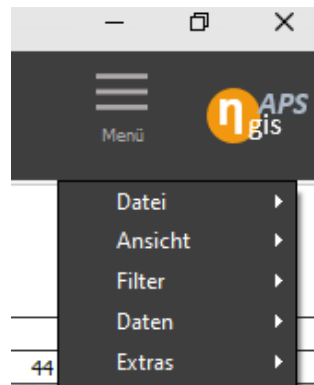 Menü
ηgis APS
Datei
Ansicht
Filter
Daten
44 Extras